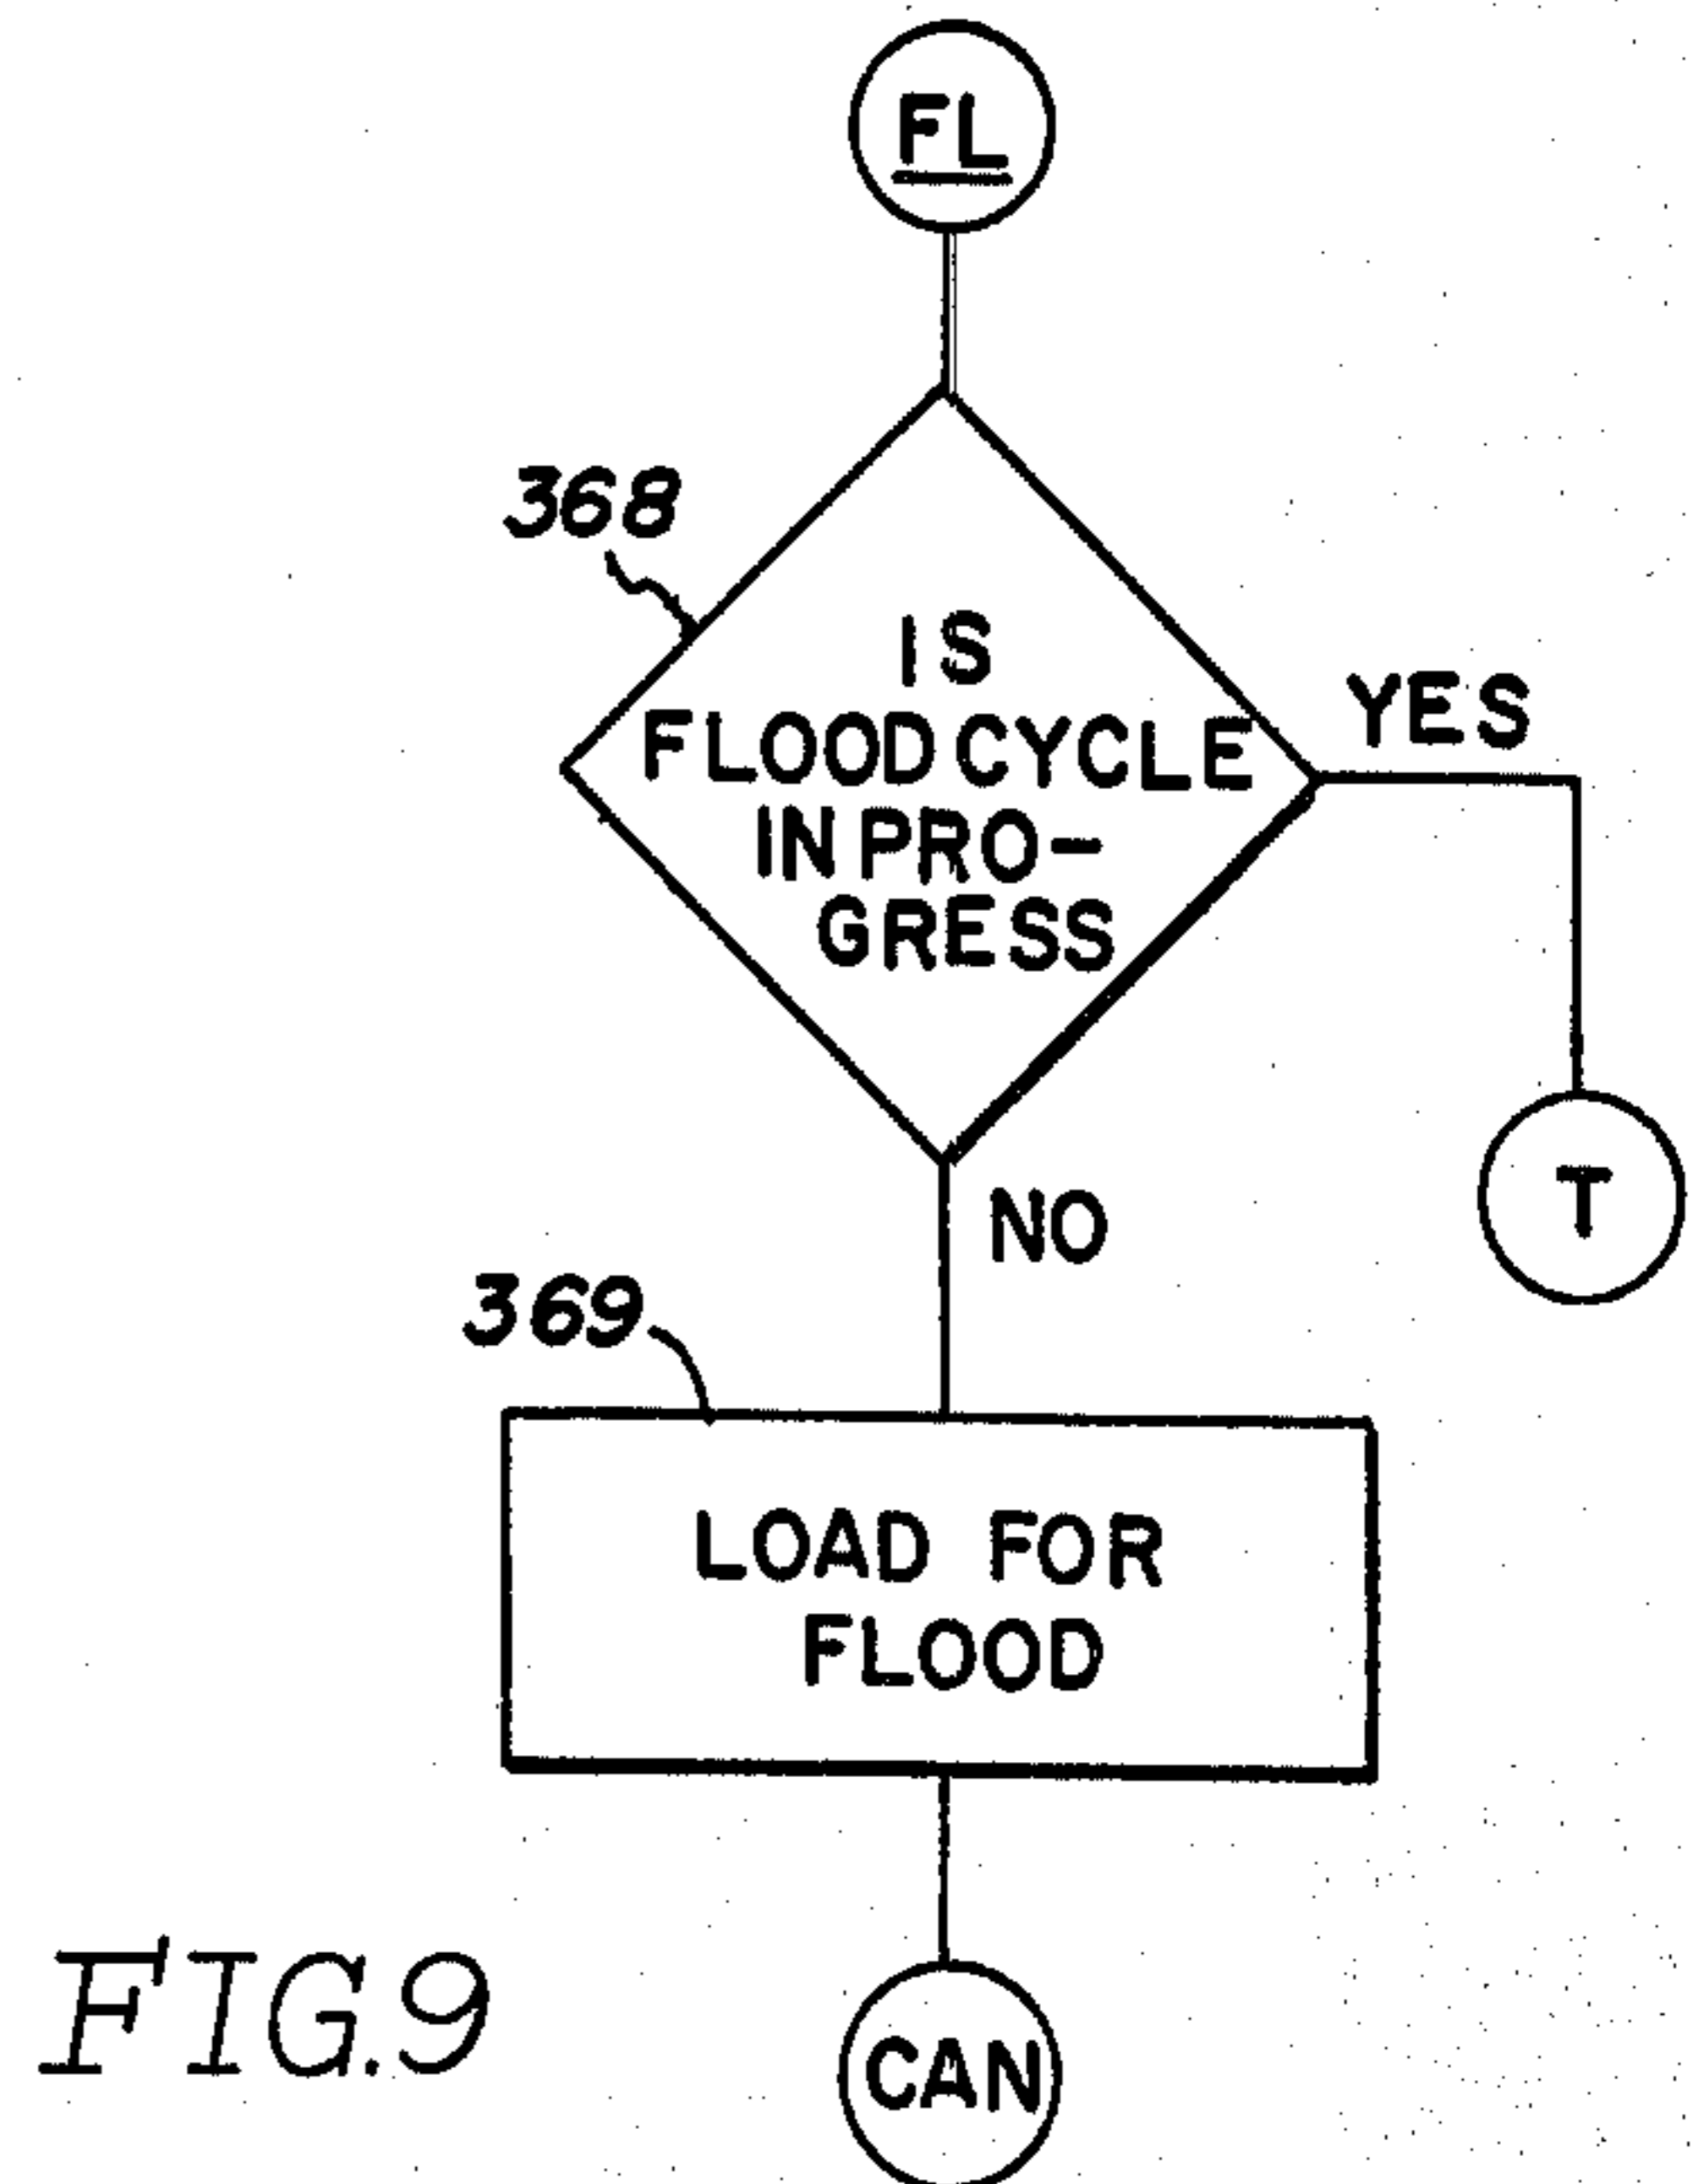 FL
368
IS
FLOOD CYCLE
IN PRO-
GRESS
YES
T
NO
369
LOAD FOR
FLOOD
CAN
FIG.9